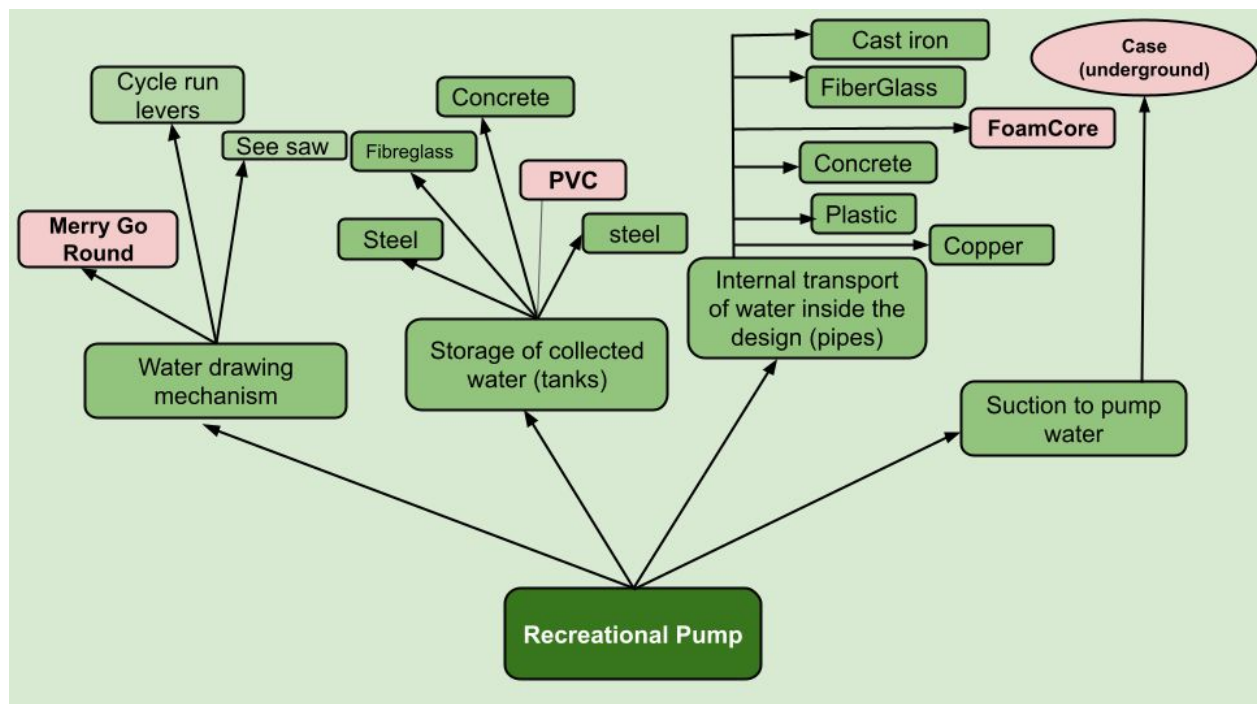 Cast iron
Case
(underground)
Cycle run
levers
Concrete
FiberGlass
FoamCore
See saw
Fibreglass
Concrete
PVC
Merry Go
Round
Steel
steel
Plastic
Copper
Internal transport
of water inside the
design (pipes)
Water drawing
mechanism
Storage of collected
water (tanks)
Suction to pump
water
Recreational Pump